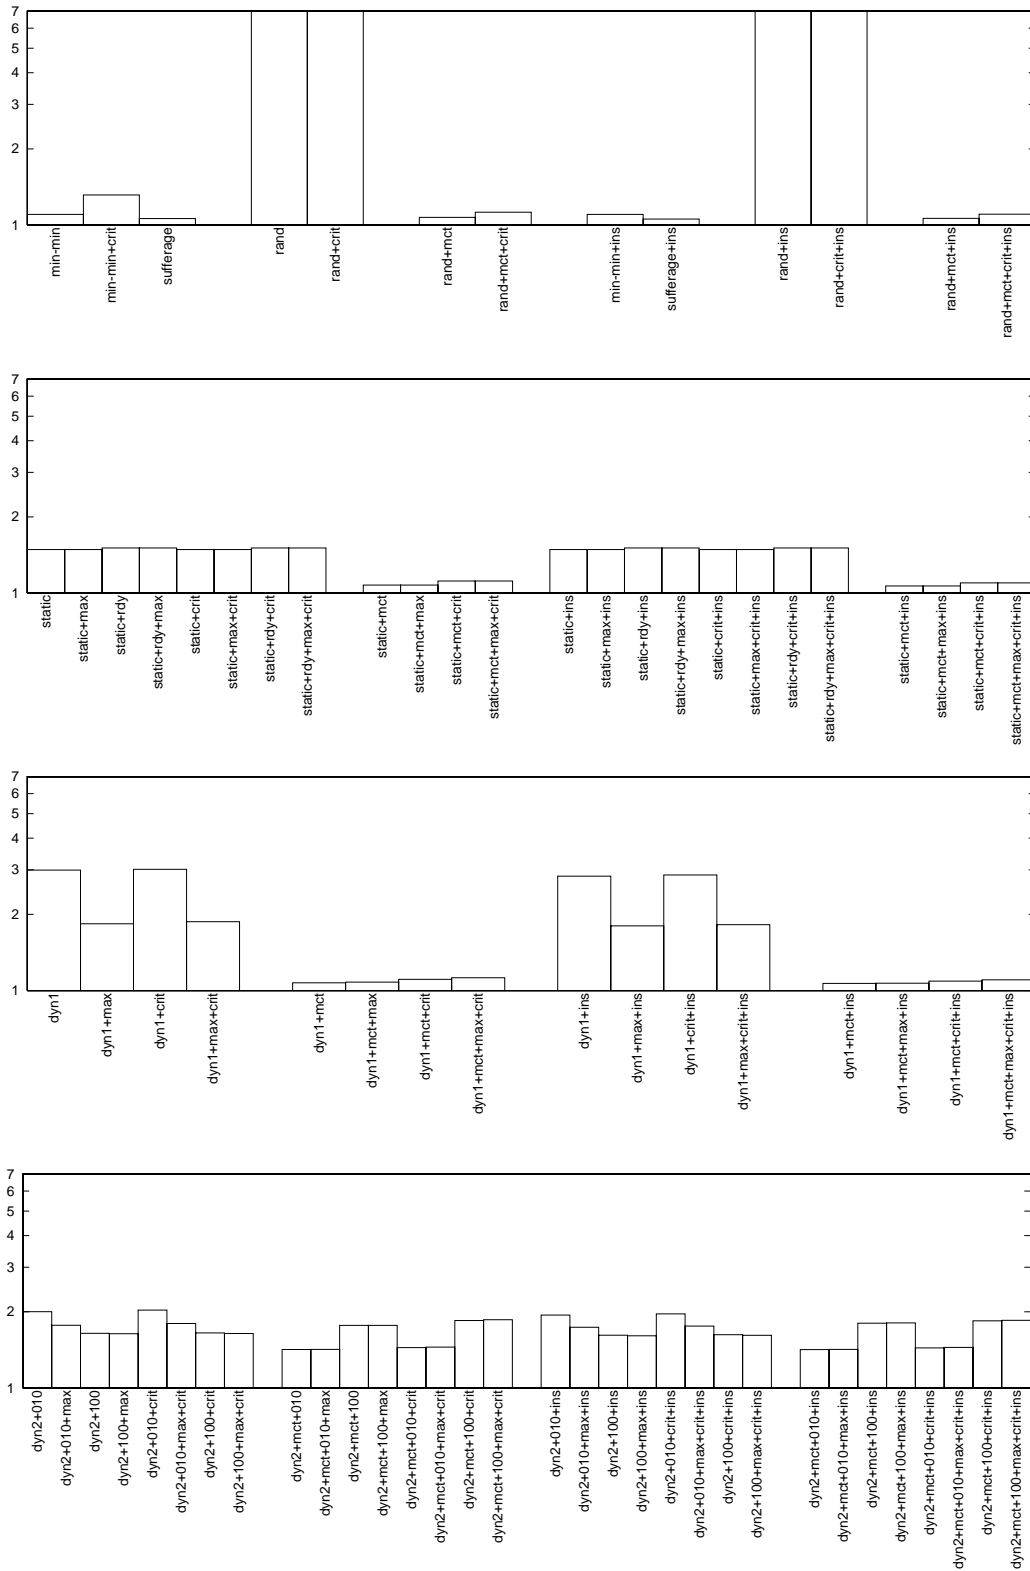 7
6
5
4
3
2
1
min-min
min-min+crit
sufferage
rand
rand+crit
rand+mct
rand+mct+crit
min-min+ins
sufferage+ins
rand+ins
rand+crit+ins
rand+mct+ins
rand+mct+crit+ins
7
6
5
4
3
2
1
static
static+max
static+rdy
static+rdy+max
static+crit
static+max+crit
static+rdy+crit
static+rdy+max+crit
static+mct
static+mct+max
static+mct+crit
static+mct+max+crit
static+ins
static+max+ins
static+rdy+ins
static+rdy+max+ins
static+crit+ins
static+max+crit+ins
static+rdy+crit+ins
static+rdy+max+crit+ins
static+mct+ins
static+mct+max+ins
static+mct+crit+ins
static+mct+max+crit+ins
7
6
5
4
3
2
1
dyn1
dyn1+max
dyn1+crit
dyn1+max+crit
dyn1+mct
dyn1+mct+max
dyn1+mct+crit
dyn1+mct+max+crit
dyn1+ins
dyn1+max+ins
dyn1+crit+ins
dyn1+max+crit+ins
dyn1+mct+ins
dyn1+mct+max+ins
dyn1+mct+crit+ins
dyn1+mct+max+crit+ins
7
6
5
4
3
2
1
dyn2+010
dyn2+010+max
dyn2+100
dyn2+100+max
dyn2+010+crit
dyn2+010+max+crit
dyn2+100+crit
dyn2+100+max+crit
dyn2+mct+010
dyn2+mct+010+max
dyn2+mct+100
dyn2+mct+100+max
dyn2+mct+010+crit
dyn2+mct+010+max+crit
dyn2+mct+100+crit
dyn2+mct+100+max+crit
dyn2+010+ins
dyn2+010+max+ins
dyn2+100+ins
dyn2+100+max+ins
dyn2+010+crit+ins
dyn2+010+max+crit+ins
dyn2+100+crit+ins
dyn2+100+max+crit+ins
dyn2+mct+010+ins
dyn2+mct+010+max+ins
dyn2+mct+100+ins
dyn2+mct+100+max+ins
dyn2+mct+010+crit+ins
dyn2+mct+010+max+crit+ins
dyn2+mct+100+crit+ins
dyn2+mct+100+max+crit+ins